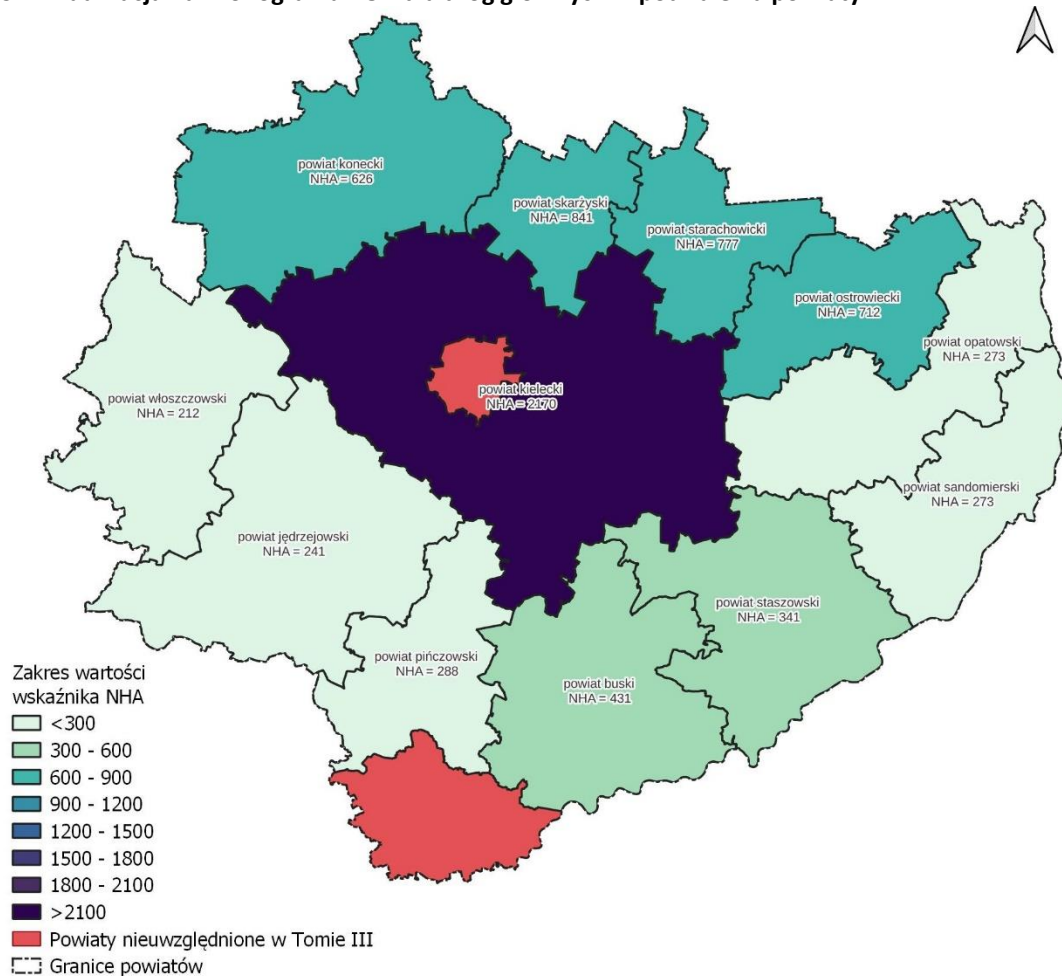 powiat konecki
NHA = 626
powiat skarżyski
NHA = 841
powiat starachowicki
NHA = 777
powiat ostrowiecki
NHA = 712
powiat opatowski
NHA = 273
powiat kielecki
NHA = 2170
powiat włoszczowski
NHA = 212
powiat sandomierski
NHA = 273
powiat jędrzejowski
NHA = 241
powiat staszowski
NHA = 341
powiat pińczowski
NHA = 288
powiat buski
NHA = 431
Zakres wartości
wskaźnika NHA
<300
300 - 600
600 - 900
900 - 1200
1200 - 1500
1500 - 1800
1800 - 2100
>2100
Powiaty nieuwzględnione w Tomie III
Granice powiatów